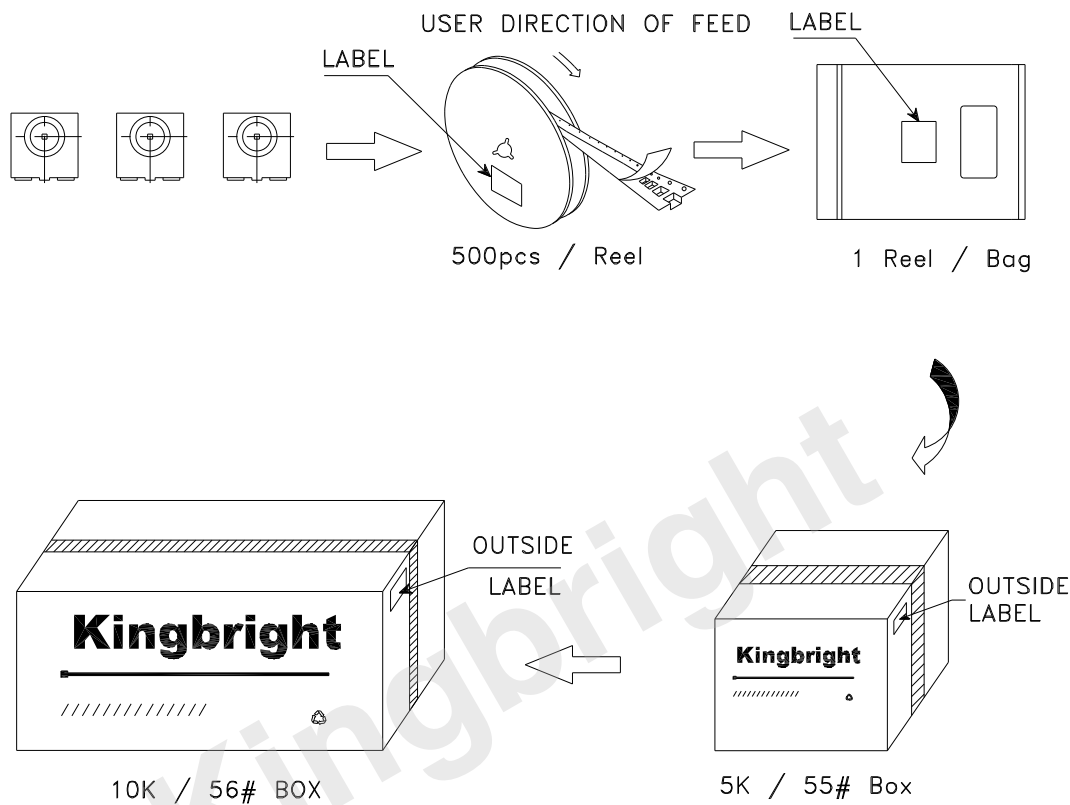 USER DIRECTION OF FEED
LABEL
LABEL
500pcs / Reel
1 Reel / Bag
OUTSIDE
LABEL
Kingbright
10K / 56# BOX
OUTSIDE
LABEL
Kingbright
5K / 55# Box
Kingbright